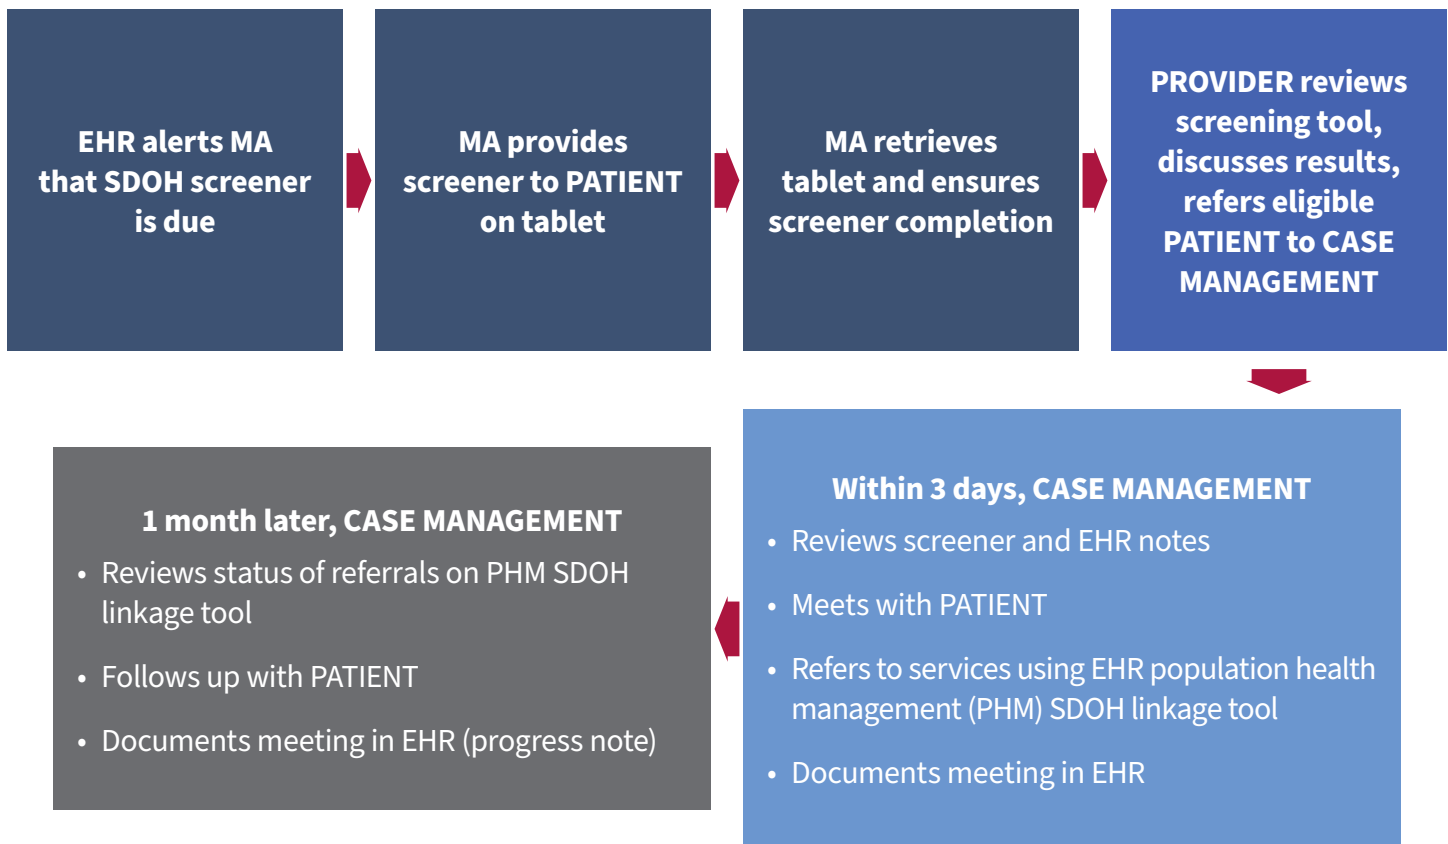 EHR alerts MA
that SDOH screener
is due
MA provides
screener to PATIENT
on tablet
MA retrieves
tablet and ensures
screener completion
PROVIDER reviews
screening tool,
discusses results,
refers eligible
PATIENT to CASE
MANAGEMENT
Within 3 days, CASE MANAGEMENT
• Reviews screener and EHR notes
• Meets with PATIENT
• Refers to services using EHR population health
management (PHM) SDOH linkage tool
• Documents meeting in EHR
1 month later, CASE MANAGEMENT
• Reviews status of referrals on PHM SDOH
linkage tool
• Follows up with PATIENT
• Documents meeting in EHR (progress note)